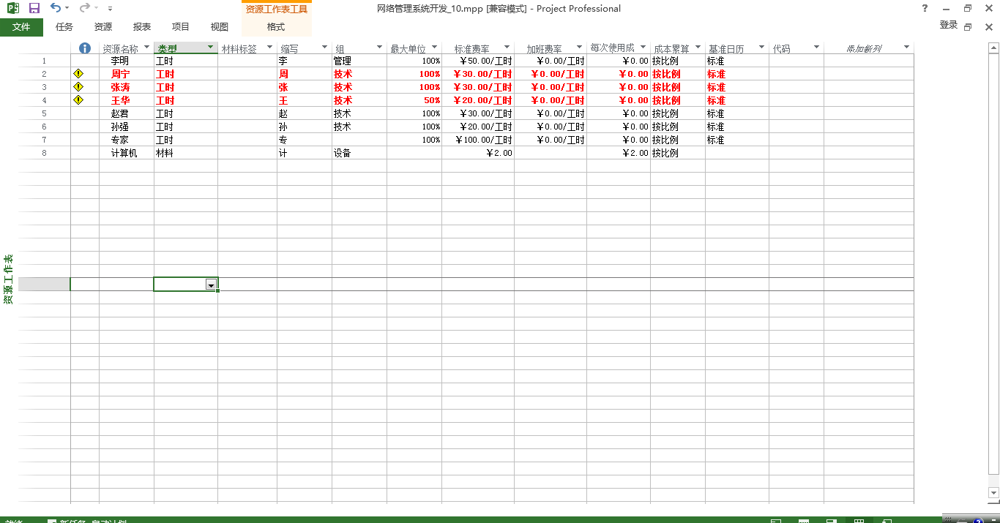 资源工作表工具
网络管理系统开发_10.mpp [兼容模式] - Project Professional
文件 任务 资源 报表 项目 视图 格式 登录
资源名称 类型 材料标签 缩写 组 最大单位 标准费率 加班费率 每次使用成 成本累算 基准日历 代码 添加新列
1 李明 工时 李 管理 100% ¥50.00/工时 ¥0.00/工时 ¥0.00 按比例 标准
2 周宁 工时 周 技术 100% ¥30.00/工时 ¥0.00/工时 ¥0.00 按比例 标准
3 张涛 工时 张 技术 100% ¥30.00/工时 ¥0.00/工时 ¥0.00 按比例 标准
4 王华 工时 王 技术 50% ¥20.00/工时 ¥0.00/工时 ¥0.00 按比例 标准
5 赵君 工时 赵 技术 100% ¥30.00/工时 ¥0.00/工时 ¥0.00 按比例 标准
6 孙强 工时 孙 技术 100% ¥20.00/工时 ¥0.00/工时 ¥0.00 按比例 标准
7 专家 工时 专 100% ¥100.00/工时 ¥0.00/工时 ¥0.00 按比例 标准
8 计算机 材料 计 设备 ¥2.00 ¥2.00 按比例
资源工作表